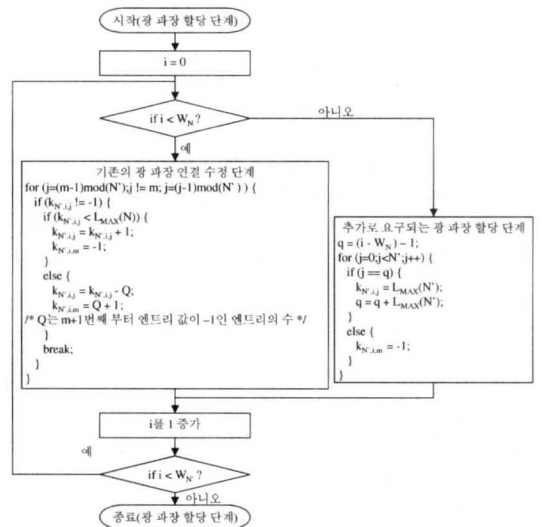 시작(광 파장 할당 단계)
i = 0
if i < W_N?
아니오
예
기존의 광 파장 연결 수정 단계
for (j=(m-1)mod(N');j != m; j=(j-1)mod(N' ) ) {
if (k_N',i,j != -1) {
if (k_N',i,j < L_MAX(N)) {
k_N',i,j = k_N',i,j + 1;
k_N',i,m = -1;
}
else {
k_N',i,j = k_N',i,j - Q;
k_N',i,m = Q + 1;
/* Q는 m+1번째 부터 엔트리 값이 –1인 엔트리의 수 */
}
break;
}
}
추가로 요구되는 광 파장 할당 단계
q = (i - W_N) – 1;
for (j=0;j<N';j++) {
if (j == q) {
k_N',i,j = L_MAX(N');
q = q + L_MAX(N');
}
else {
k_N',i,m = -1;
}
}
i를 1 증가
예
if i < W_N'?
아니오
종료(광 파장 할당 단계)